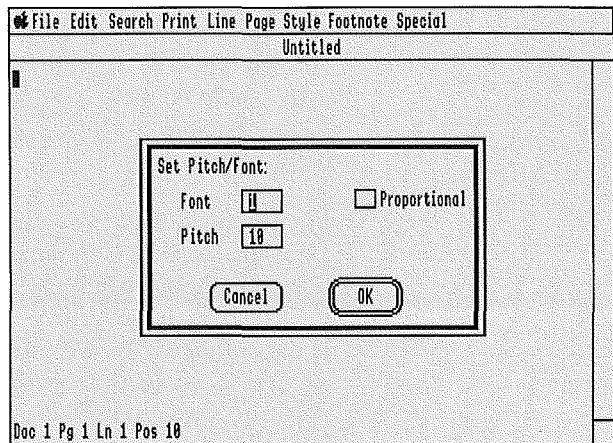 File Edit Search Print Line Page Style Footnote Special
Untitled
Set Pitch/Font:
Font
Proportional
Pitch 10
Cancel OK
Doc 1 Pg 1 Ln 1 Pos 10